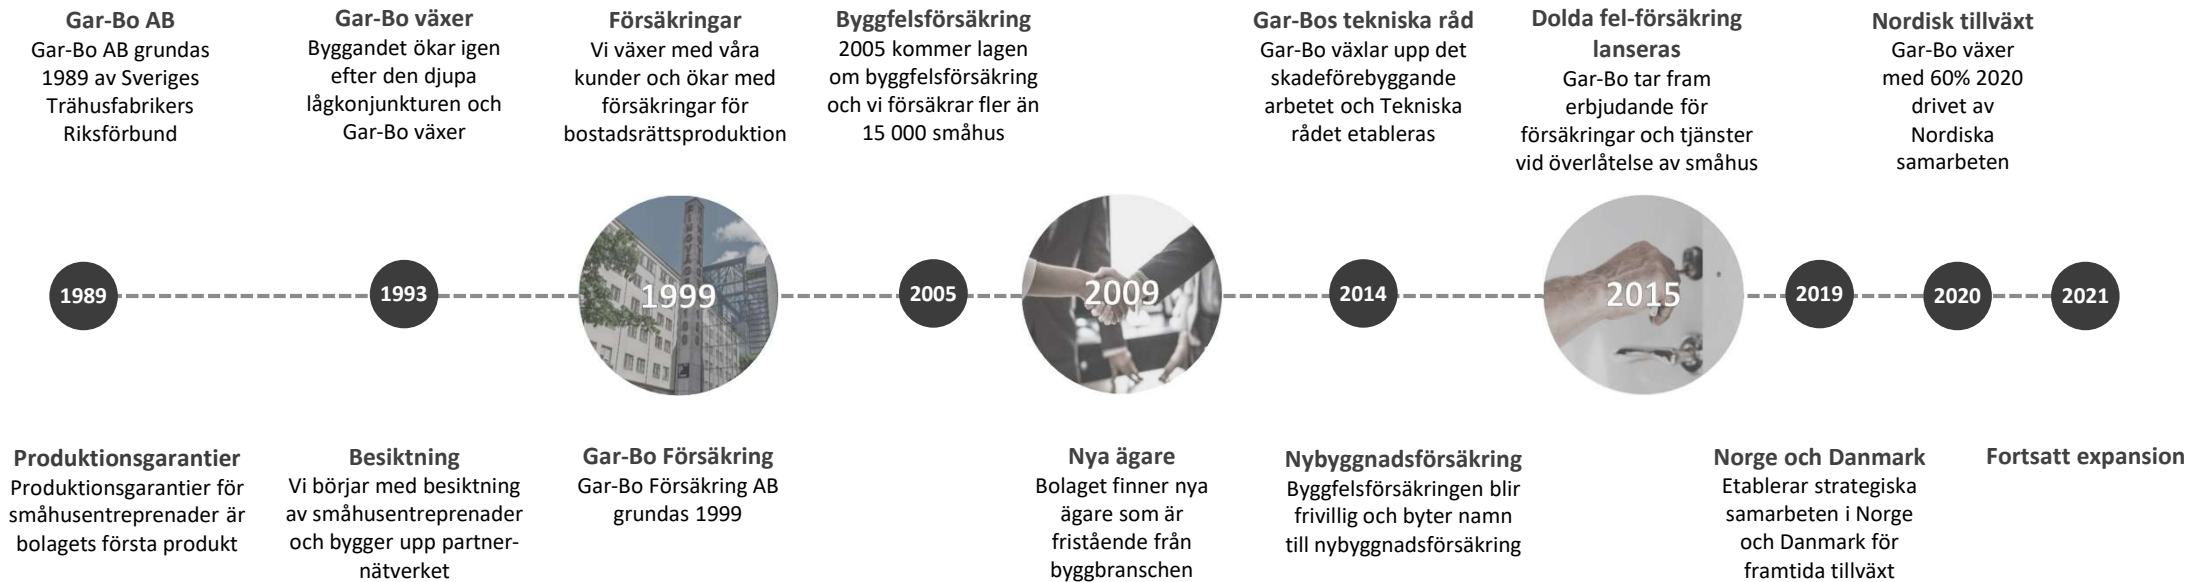 Gar-Bo AB
Gar-Bo AB grundas
1989 av Sveriges
Trähusfabrikers
Riksförbund
Gar-Bo växer
Byggandet ökar igen
efter den djupa
lågkonjunkturen och
Gar-Bo växer
Försäkringar
Vi växer med våra
kunder och ökar med
försäkringar för
bostadsrättsproduktion
Byggfelsförsäkring
2005 kommer lagen
om byggfelsförsäkring
och vi försäkrar fler än
15 000 småhus
Gar-Bos tekniska råd
Gar-Bo växlar upp det
skadeförebyggande
arbetet och Tekniska
rådet etableras
Dolda fel-försäkring
lanseras
Gar-Bo tar fram
erbjudande för
försäkringar och tjänster
vid överlåtelse av småhus
Nordisk tillväxt
Gar-Bo växer
med 60% 2020
drivet av
Nordiska
samarbeten
1989
1993
1999
2005
2009
2014
2015
2019
2020
2021
Produktionsgarantier
Produktionsgarantier för
småhusentreprenader är
bolagets första produkt
Besiktning
Vi börjar med besiktning
av småhusentreprenader
och bygger upp partner-
nätverket
Gar-Bo Försäkring
Gar-Bo Försäkring AB
grundas 1999
Nya ägare
Bolaget finner nya
ägare som är
fristående från
byggbranschen
Nybyggnadsförsäkring
Byggfelsförsäkringen blir
frivillig och byter namn
till nybyggnadsförsäkring
Norge och Danmark
Etablerar strategiska
samarbeten i Norge
och Danmark för
framtida tillväxt
Fortsatt expansion